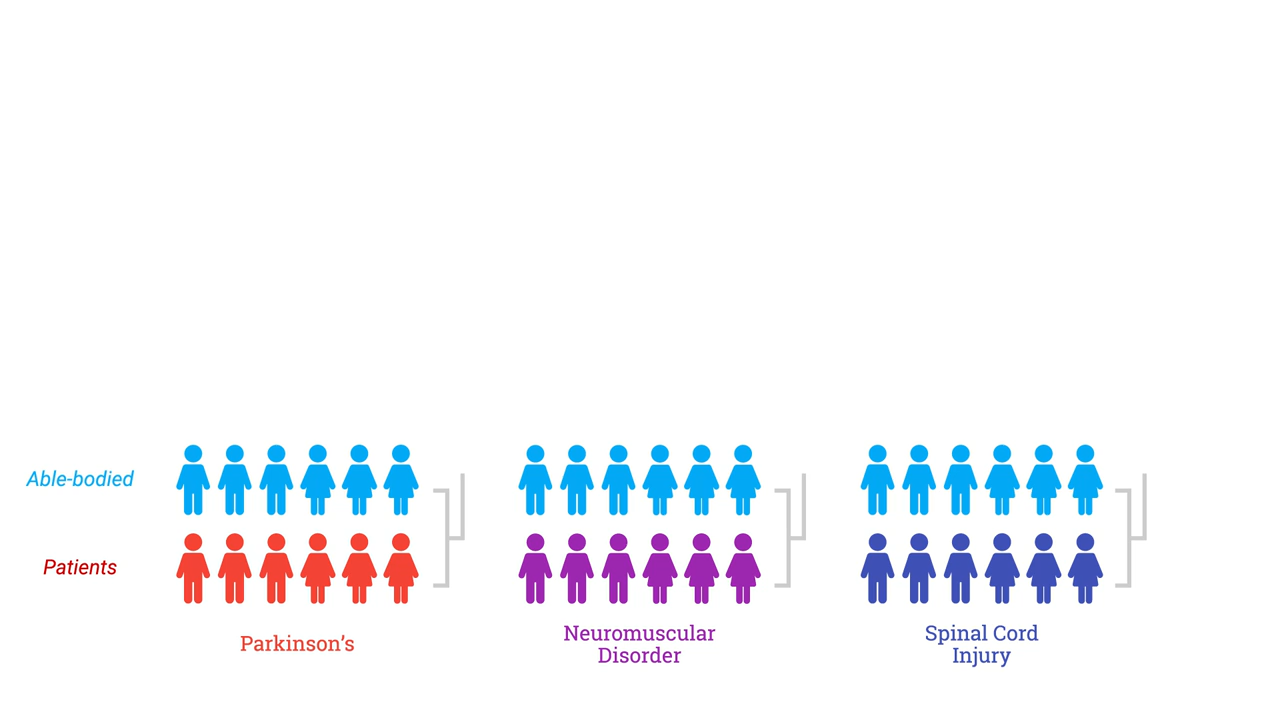 Able-bodied
Patients
Parkinson’s
Neuromuscular
Disorder
Spinal Cord
Injury